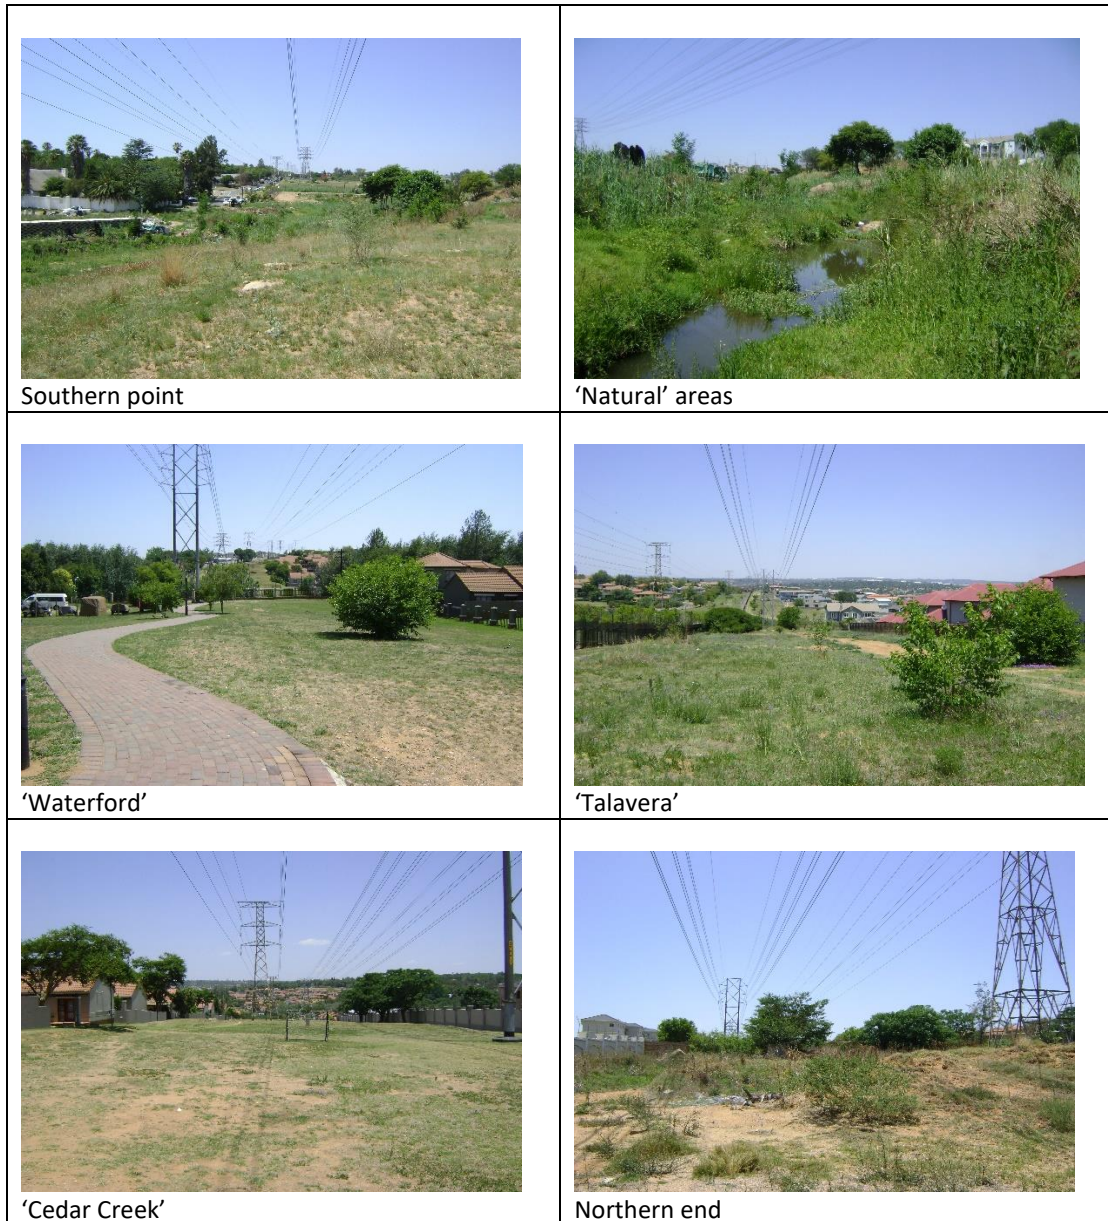 Southern point
‘Natural’ areas
‘Waterford’
‘Talavera’
‘Cedar Creek’
Northern end